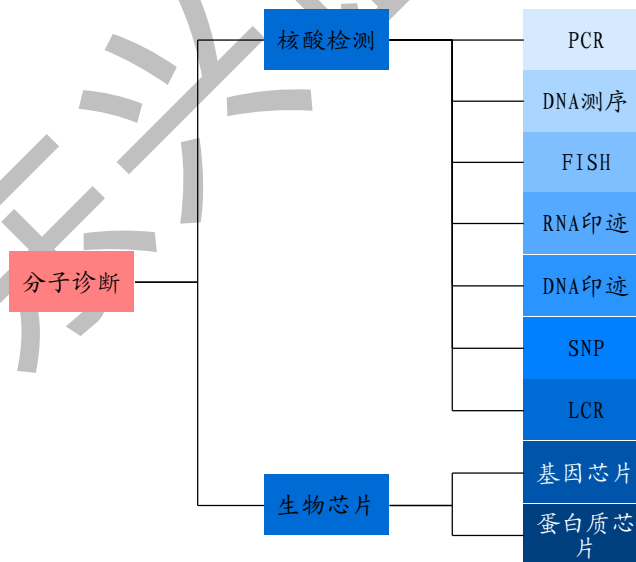 核酸检测
PCR
DNA测序
FISH
RNA印迹
分子诊断
DNA印迹
SNP
LCR
基因芯片
生物芯片
蛋白质芯
片